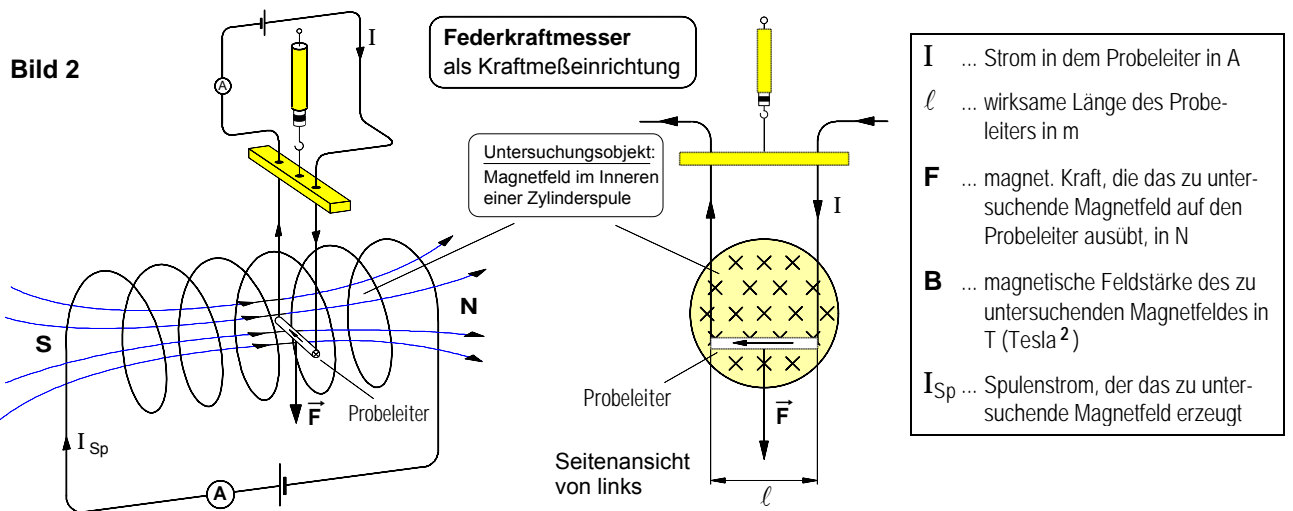 Bild 2
I
A
Federkraftmesser
als Kraftmeßeinrichtung
Untersuchungsobjekt:
Magnetfeld im Inneren
einer Zylinderspule
S
N
F
Probeleiter
I Sp
A
I
Probeleiter
F
Seitenansicht
von links
ℓ
I ... Strom in dem Probeleiter in A
ℓ ... wirksame Länge des Probe-
leiters in m
F ... magnet. Kraft, die das zu unter-
suchende Magnetfeld auf den
Probeleiter ausübt, in N
B ... magnetische Feldstärke des zu
untersuchenden Magnetfeldes in
T (Tesla 2)
I Sp ... Spulenstrom, der das zu unter-
suchende Magnetfeld erzeugt